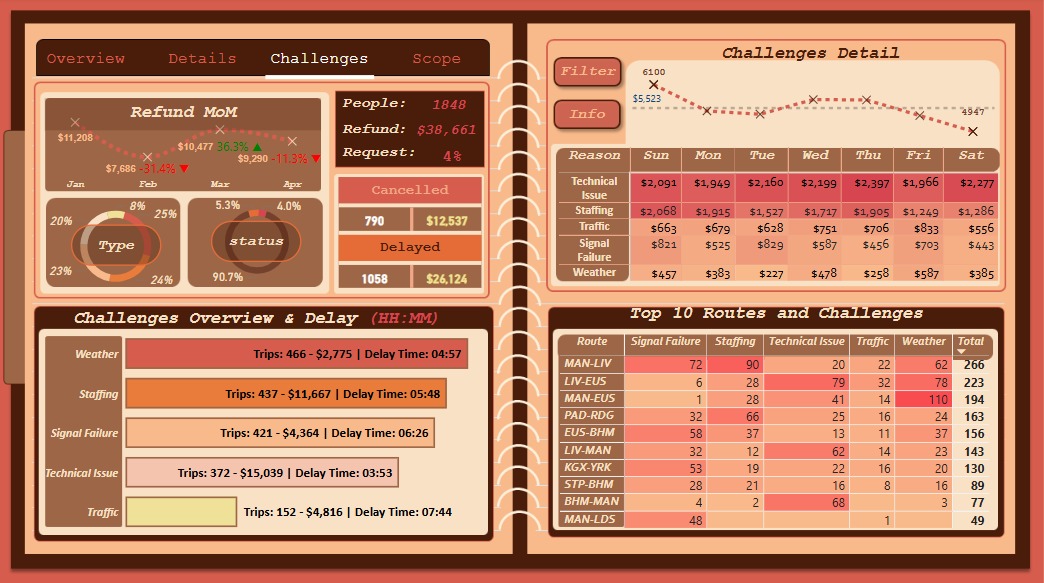 Overview Details Challenges Scope
Refund MoM
$11,208
$7,686 -31.4% ▼
$10,477 36.3% ▲
$9,290 -11.3% ▼
Jan Feb Mar Apr
People: 1848
Refund: $38,661
Request: 4%
Cancelled
790 $12,537
Delayed
1058 $26,124
8%
25%
20%
Type
23%
24%
5.3% 4.0%
status
90.7%
Challenges Overview & Delay (HH:MM)
Weather Trips: 466 - $2,775 | Delay Time: 04:57
Staffing Trips: 437 - $11,667 | Delay Time: 05:48
Signal Failure Trips: 421 - $4,364 | Delay Time: 06:26
Technical Issue Trips: 372 - $15,039 | Delay Time: 03:53
Traffic Trips: 152 - $4,816 | Delay Time: 07:44
Challenges Detail
Filter
Info
6100
$5,523
4947
Reason Sun Mon Tue Wed Thu Fri Sat
Technical Issue $2,091 $1,949 $2,160 $2,199 $2,397 $1,966 $2,277
Staffing $2,068 $1,915 $1,527 $1,717 $1,905 $1,249 $1,286
Traffic $663 $679 $628 $751 $706 $833 $556
Signal Failure $821 $525 $829 $587 $456 $703 $443
Weather $457 $383 $227 $478 $258 $587 $385
Top 10 Routes and Challenges
Route Signal Failure Staffing Technical Issue Traffic Weather Total
MAN-LIV 72 90 20 22 62 266
LIV-EUS 6 28 79 32 78 223
MAN-EUS 1 28 41 14 110 194
PAD-RDG 32 66 25 16 24 163
EUS-BHM 58 37 13 11 37 156
LIV-MAN 32 12 62 14 23 143
KGX-YRK 53 19 22 16 20 130
STP-BHM 28 21 16 8 16 89
BHM-MAN 4 2 68 3 77
MAN-LDS 48 1 49